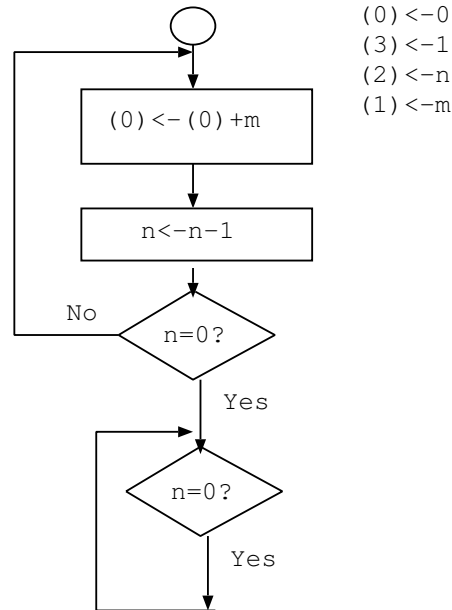 (0)<-0
(3)<-1
(2)<-n
(1)<-m
(0)<-(0)+m
n<-n-1
No
n=0?
Yes
n=0?
Yes